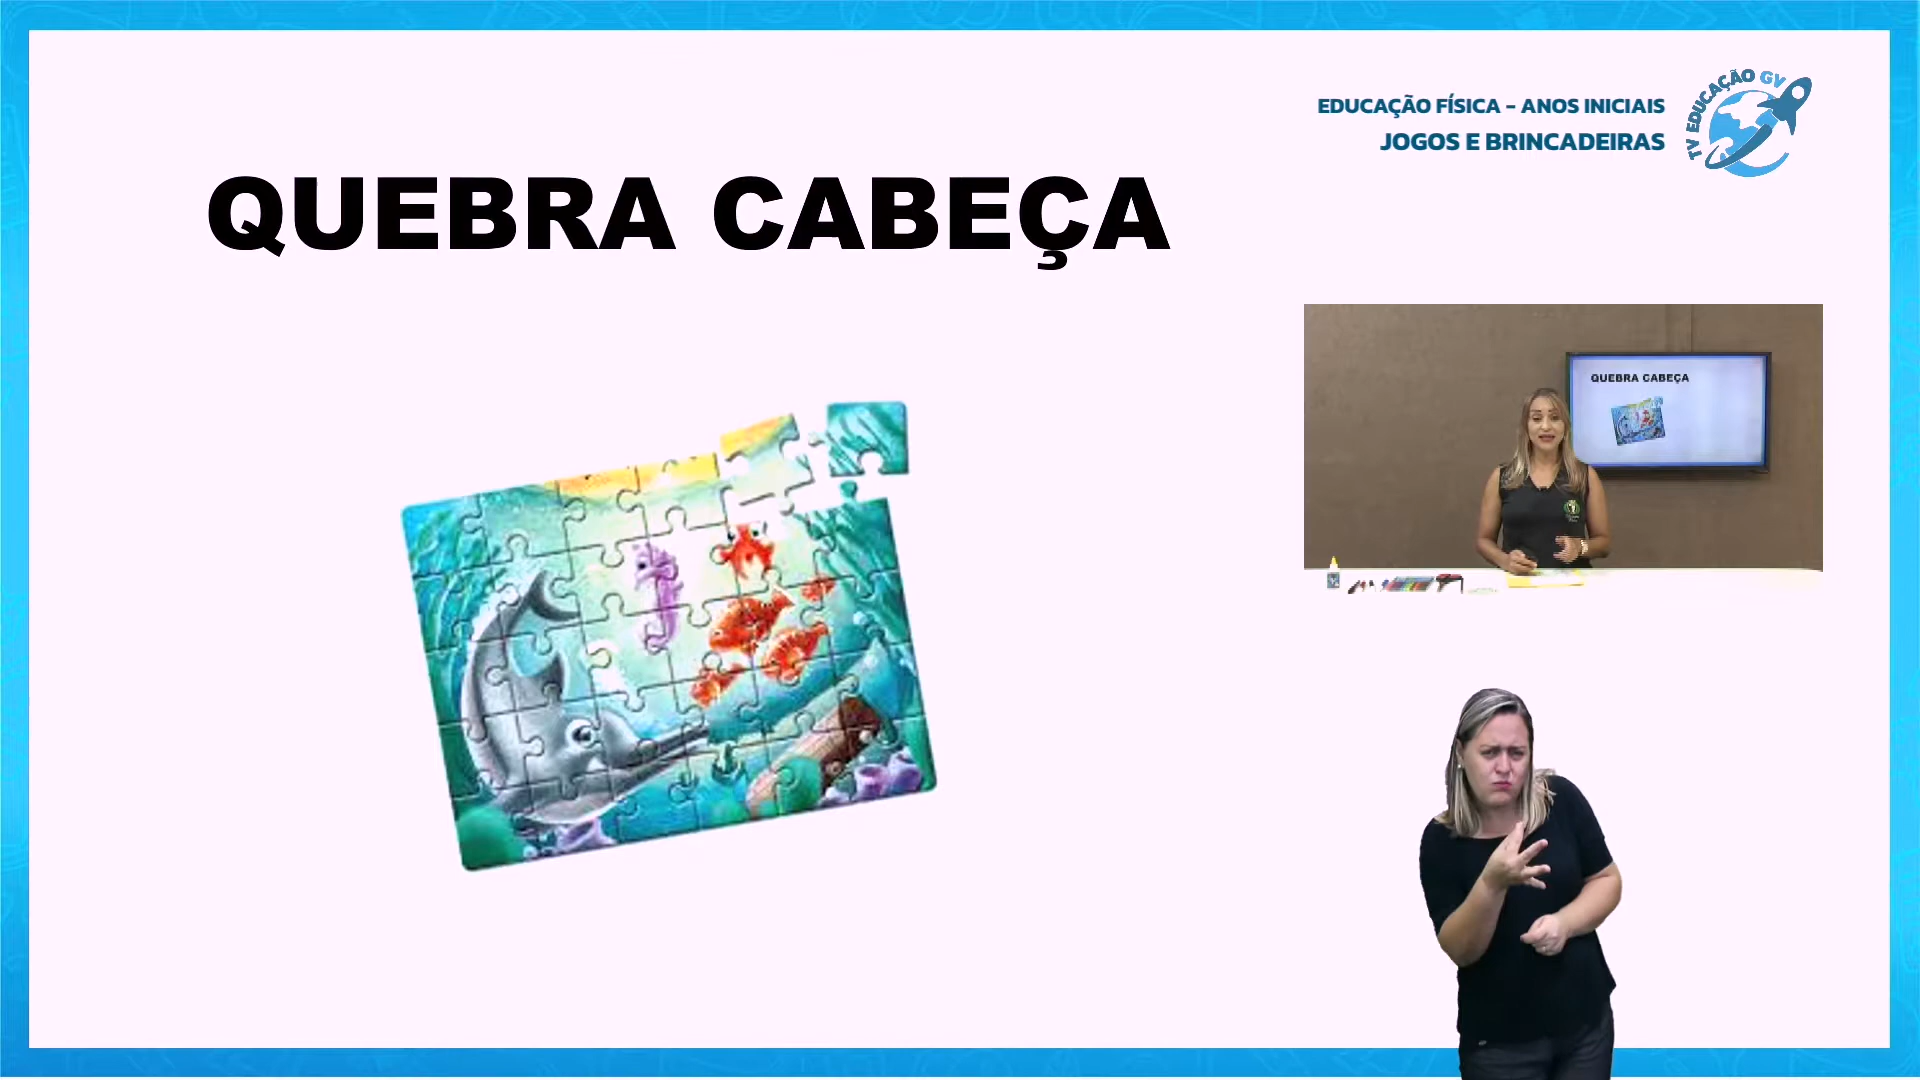 TV EDUCAÇÃO GV
EDUCAÇÃO FÍSICA - ANOS INICIAIS
JOGOS E BRINCADEIRAS
QUEBRA CABEÇA
QUEBRA CABEÇA